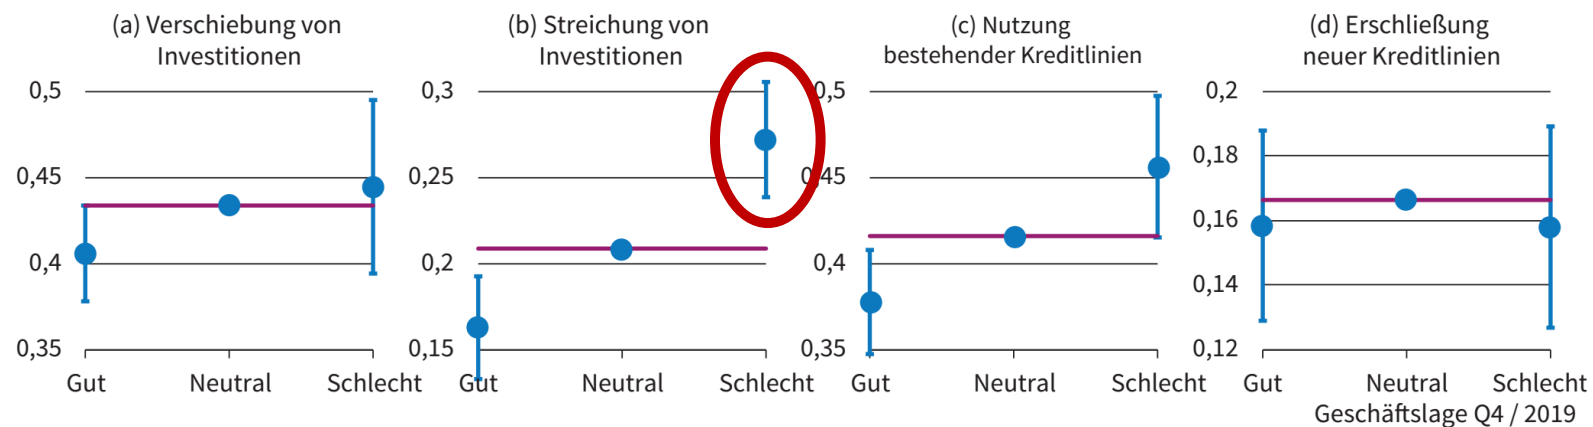 (a) Verschiebung von
Investitionen
0,5
0,45
0,4
0,35
Gut Neutral Schlecht
(b) Streichung von
Investitionen
0,3
0,25
0,2
0,15
Gut Neutral Schlecht
(c) Nutzung
bestehender Kreditlinien
0,5
0,45
0,4
0,35
Gut Neutral Schlecht
(d) Erschließung
neuer Kreditlinien
0,2
0,18
0,16
0,14
0,12
Gut Neutral Schlecht
Geschäftslage Q4 / 2019